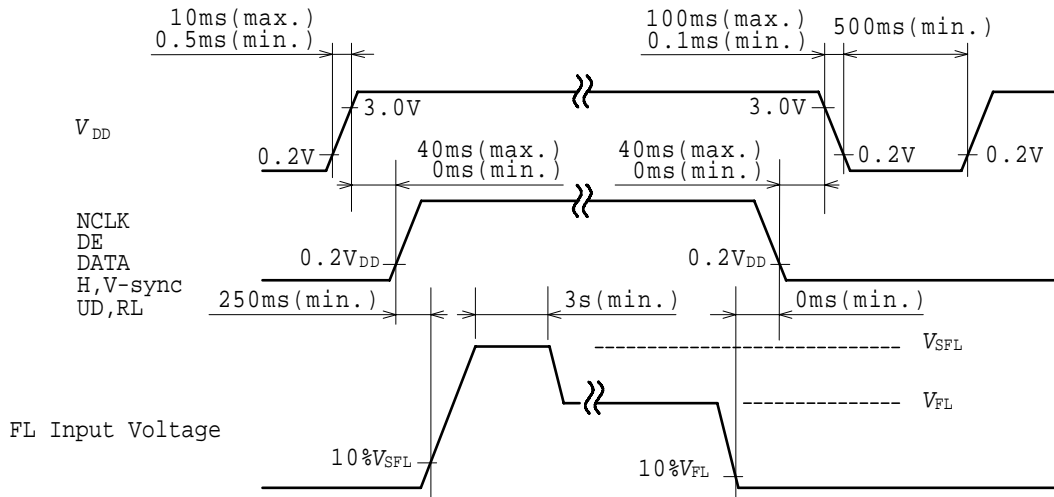 10ms(max.)
0.5ms(min.)
100ms(max.)
0.1ms(min.)
500ms(min.)
VDD
3.0V
3.0V
0.2V
0.2V
0.2V
40ms(max.)
0ms(min.)
40ms(max.)
0ms(min.)
NCLK
DE
DATA
H,V-sync
UD,RL
0.2VDD
0.2VDD
250ms(min.)
3s(min.)
0ms(min.)
VSFL
VFL
FL Input Voltage
10%VSFL
10%VFL